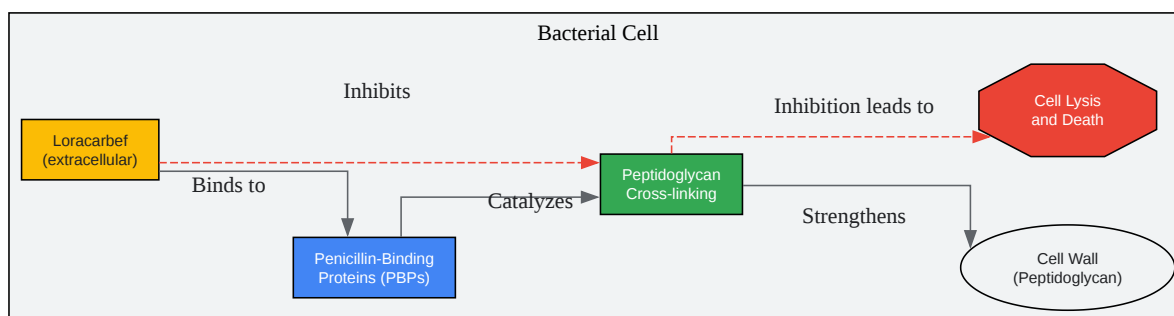 Bacterial Cell
Inhibits
Inhibition leads to
Cell Lysis
and Death
Loracarbef
(extracellular)
Binds to
Peptidoglycan
Cross-linking
Catalyzes
Strengthens
Penicillin-Binding
Proteins (PBPs)
Cell Wall
(Peptidoglycan)